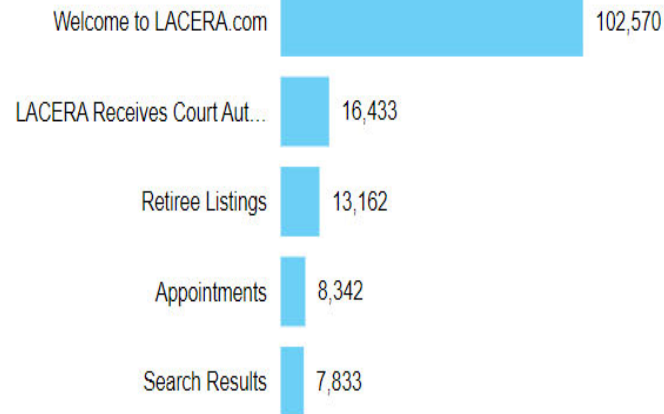 Welcome to LACERA.com 102,570
LACERA Receives Court Aut... 16,433
Retiree Listings 13,162
Appointments 8,342
Search Results 7,833